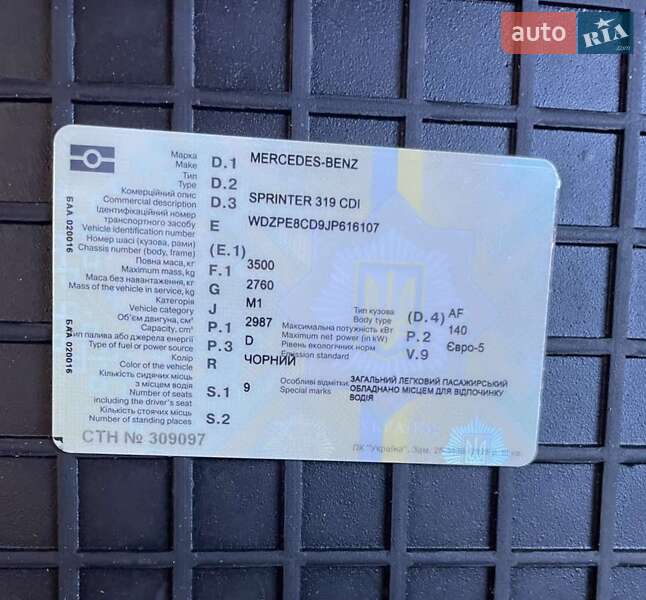 auto RIA .com
Марка
Make D.1 MERCEDES-BENZ
Тип
Type D.2
Комерційний опис
Commercial description D.3 SPRINTER 319 CDI
Ідентифікаційний номер
транспортного засобу
Vehicle identification number E WDZPE8CD9JP616107
Номер шасі (кузова, рами)
Chassis number (body, frame) (E.1)
Повна маса, кг
Maximum mass, kg F.1 3500
Маса без навантаження, кг
Mass of the vehicle in service, kg G 2760
Категорія
Vehicle category J M1
Тип кузова
Body type (D.4) AF
Об'єм двигуна, см³
Capacity, cm³ P.1 2987
Максимальна потужність кВт
Maximum net power (in kW) P.2 140
Тип палива або джерела енергії
Type of fuel or power source P.3 D
Рівень екологічних норм
Emission standard V.9 Євро-5
Колір
Color of the vehicle R ЧОРНИЙ
Кількість сидячих місць
з місцем водія
Number of seats
including the driver's seat S.1 9
Особливі відмітки
Special marks ЗАГАЛЬНИЙ ЛЕГКОВИЙ ПАСАЖИРСЬКИЙ
ОБЛАДНАНО МІСЦЕМ ДЛЯ ВІДПОЧИНКУ
ВОДІЯ
Кількість стоячих місць
Number of standing places S.2
СТН № 309097
БАА 020016
БАА 020016
ПК "Україна". Зам.